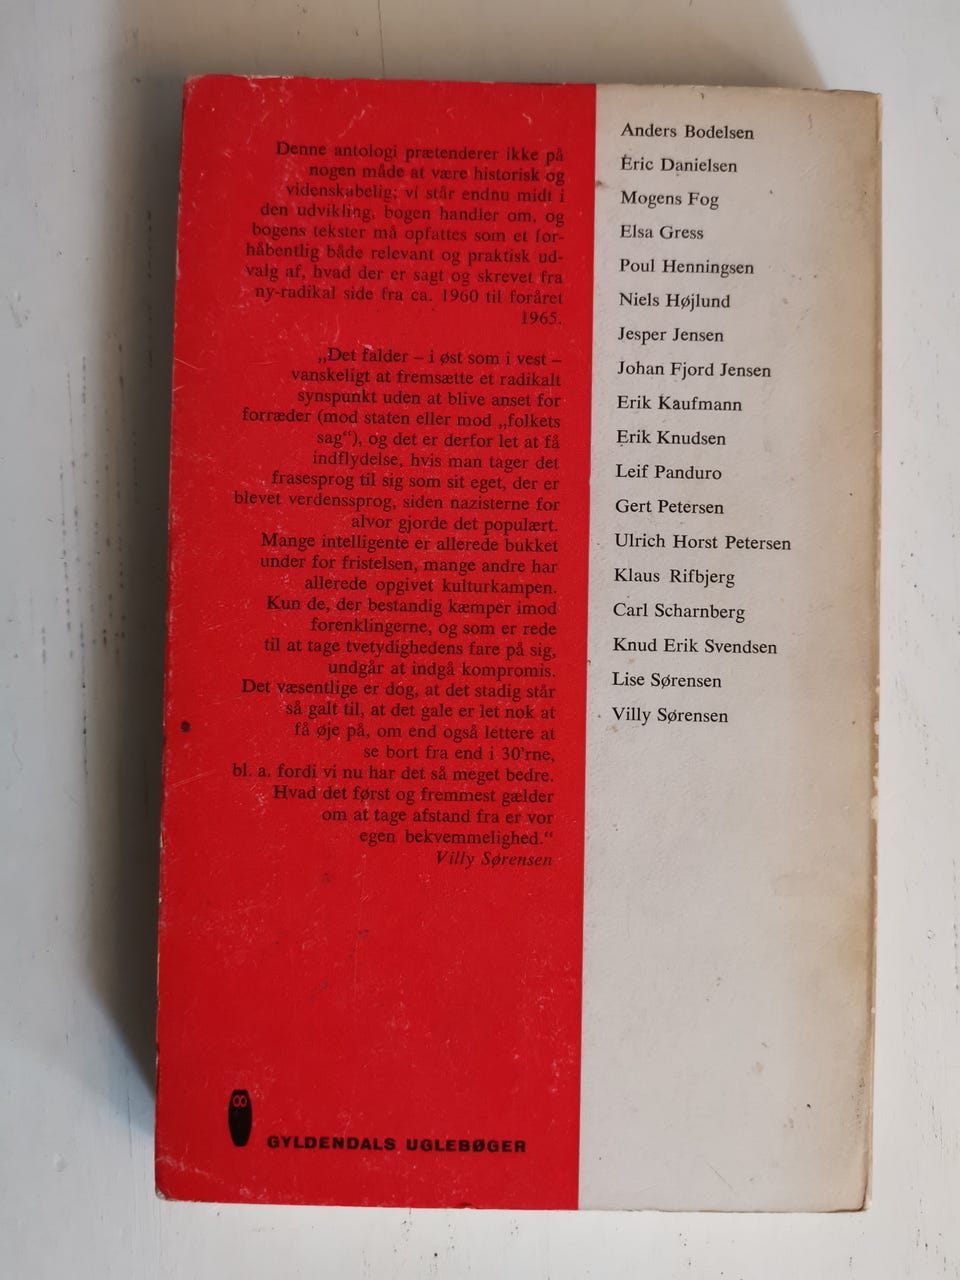 Denne antologi prætenderer ikke på
nogen måde at være historisk og
videnskabelig; vi står endnu midt i
den udvikling, bogen handler om, og
bogens tekster må opfattes som et for-
håbentlig både relevant og praktisk ud-
valg af, hvad der er sagt og skrevet fra
ny-radikal side fra ca. 1960 til foråret
1965.
„Det falder – i øst som i vest –
vanskeligt at fremsætte et radikalt
synspunkt uden at blive anset for
forræder (mod staten eller mod „folkets
sag“), og det er derfor let at få
indflydelse, hvis man tager det
frasesprog til sig som sit eget, der er
blevet verdenssprog, siden nazisterne for
alvor gjorde det populært.
Mange intelligente er allerede bukket
under for fristelsen, mange andre har
allerede opgivet kulturkampen.
Kun de, der bestandig kæmper imod
forenklingerne, og som er rede
til at tage tvetydighedens fare på sig,
undgår at indgå kompromis.
Det væsentlige er dog, at det stadig står
så galt til, at det gale er let nok at
få øje på, om end også lettere at
se bort fra end i 30'rne,
bl. a. fordi vi nu har det så meget bedre.
Hvad det først og fremmest gælder
om at tage afstand fra er vor
egen bekvemmelighed.“
Villy Sørensen
GYLDENDALS UGLEBØGER
Anders Bodelsen
Eric Danielsen
Mogens Fog
Elsa Gress
Poul Henningsen
Niels Højlund
Jesper Jensen
Johan Fjord Jensen
Erik Kaufmann
Erik Knudsen
Leif Panduro
Gert Petersen
Ulrich Horst Petersen
Klaus Rifbjerg
Carl Scharnberg
Knud Erik Svendsen
Lise Sørensen
Villy Sørensen